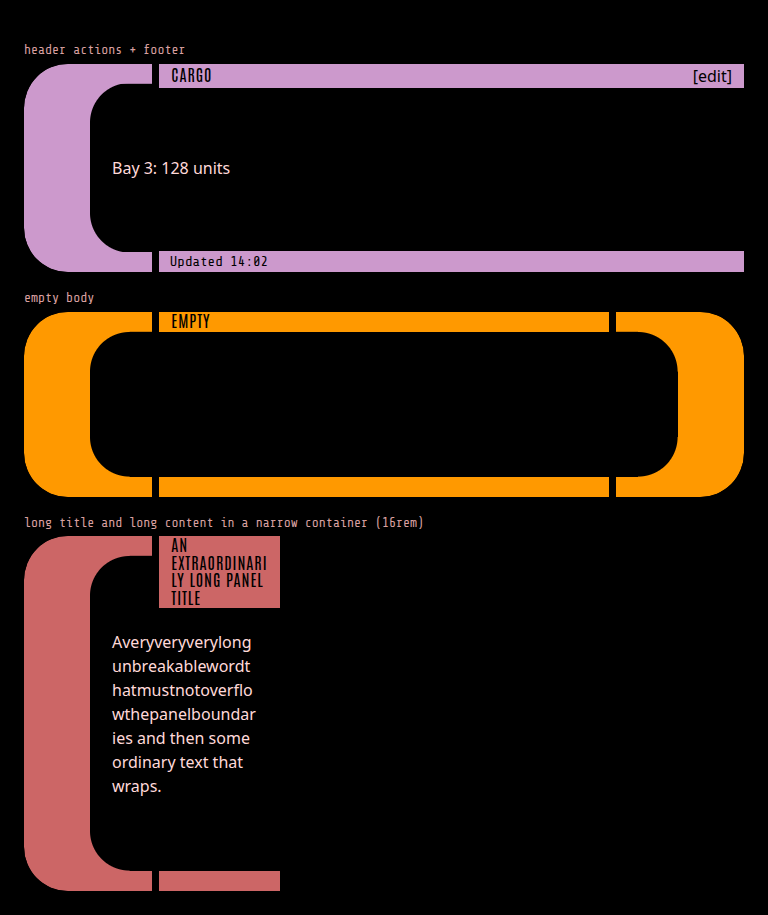 header actions + footer
CARGO [edit]
Bay 3: 128 units
Updated 14:02
empty body
EMPTY
long title and long content in a narrow container (16rem)
AN
EXTRAORDINARI
LY LONG PANEL
TITLE
Averyveryverylong
unbreakablewordt
hatmustnotoverflo
wthepanelboundar
ies and then some
ordinary text that
wraps.